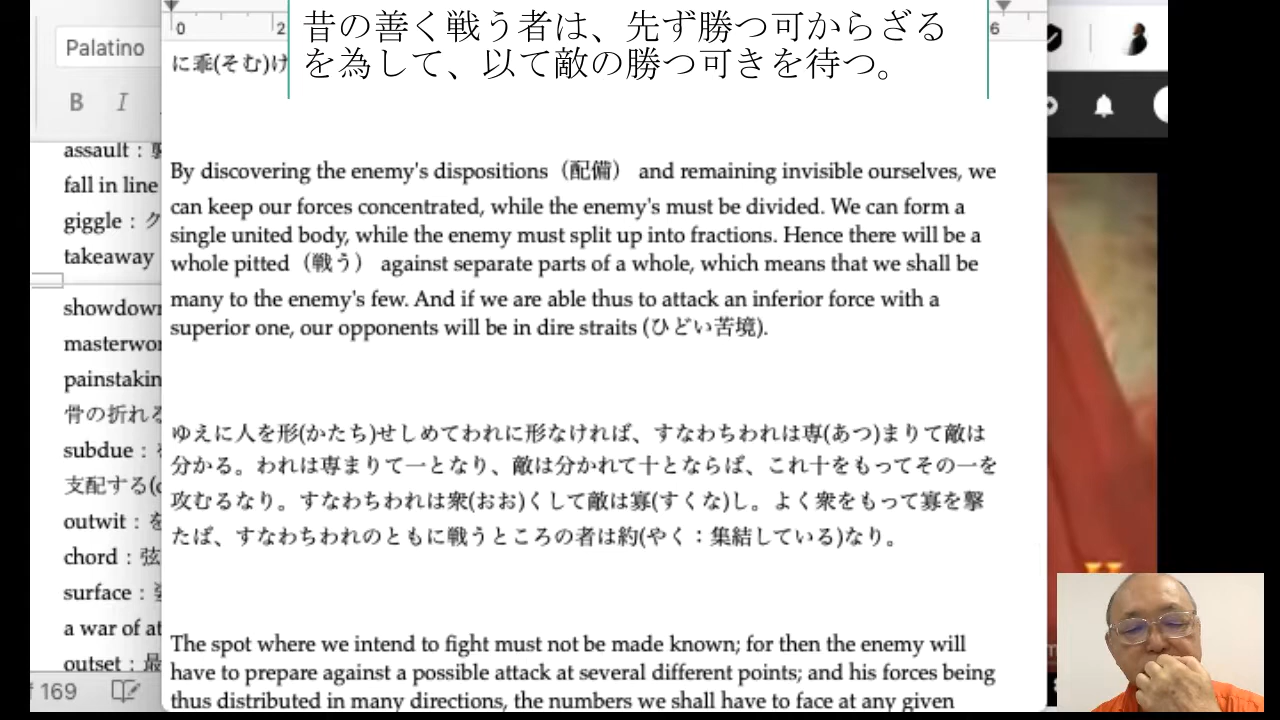 Palatino
B I
0
2
6
昔の善く戦う者は、先ず勝つ可からざる
を為して、以て敵の勝つ可きを待つ。
に乖(そむ)け
assault：
fall in line
giggle：ク
takeaway
showdown
masterwor
painstakin
骨の折れる
subdue：
支配する(c
outwit：を
chord：弦
surface：
a war of at
outset：最
169
By discovering the enemy's dispositions（配備） and remaining invisible ourselves, we
can keep our forces concentrated, while the enemy's must be divided. We can form a
single united body, while the enemy must split up into fractions. Hence there will be a
whole pitted（戦う） against separate parts of a whole, which means that we shall be
many to the enemy's few. And if we are able thus to attack an inferior force with a
superior one, our opponents will be in dire straits (ひどい苦境).
ゆえに人を形(かたち)せしめてわれに形なければ、すなわちわれは専(あつ)まりて敵は
分かる。われは専まりて一となり、敵は分かれて十とならば、これ十をもってその一を
攻むるなり。すなわちわれは衆(おお)くして敵は寡(すくな)し。よく衆をもって寡を撃
たば、すなわちわれのともに戦うところの者は約(やく：集結している)なり。
The spot where we intend to fight must not be made known; for then the enemy will
have to prepare against a possible attack at several different points; and his forces being
thus distributed in many directions, the numbers we shall have to face at any given